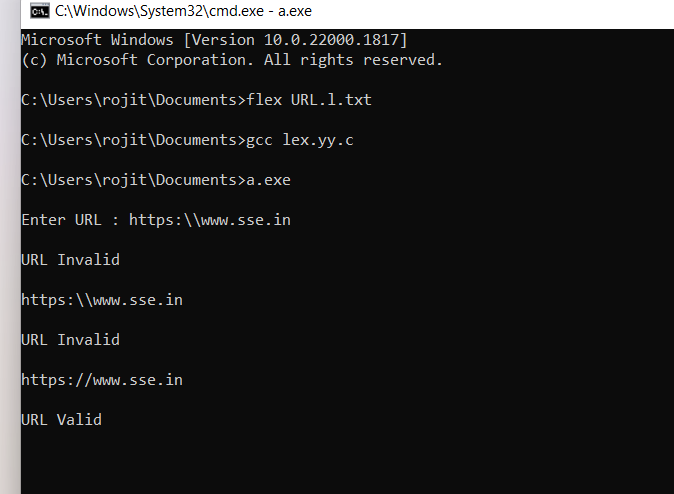 C:\Windows\System32\cmd.exe - a.exe
Microsoft Windows [Version 10.0.22000.1817]
(c) Microsoft Corporation. All rights reserved.
C:\Users\rojit\Documents>flex URL.l.txt
C:\Users\rojit\Documents>gcc lex.yy.c
C:\Users\rojit\Documents>a.exe
Enter URL : https:\\www.sse.in
URL Invalid
https:\\www.sse.in
URL Invalid
https://www.sse.in
URL Valid